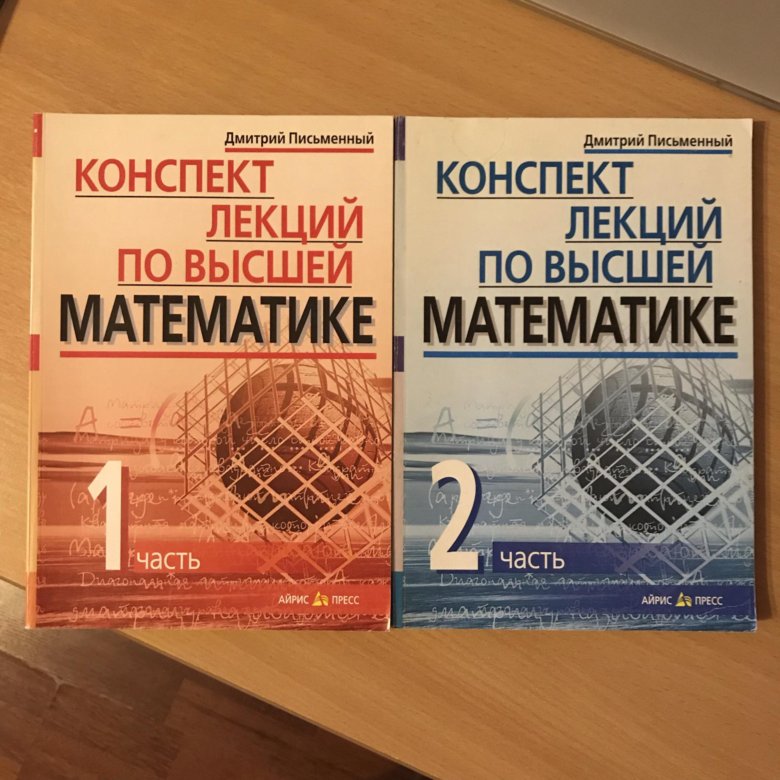 Дмитрий Письменный
КОНСПЕКТ
ЛЕКЦИЙ
ПО ВЫСШЕЙ
МАТЕМАТИКЕ
1
часть
АЙРИС ПРЕСС
Дмитрий Письменный
КОНСПЕКТ
ЛЕКЦИЙ
ПО ВЫСШЕЙ
МАТЕМАТИКЕ
2
часть
АЙРИС ПРЕСС